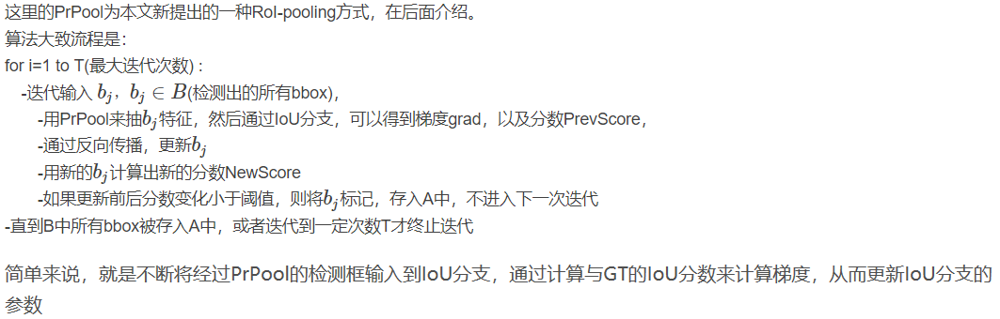 这里的PrPool为本文新提出的一种RoI-pooling方式，在后面介绍。
算法大致流程是：
for i=1 to T(最大迭代次数)：
-迭代输入 bj，bj ∈ B(检测出的所有bbox)，
-用PrPool来抽bj特征，然后通过IoU分支，可以得到梯度grad，以及分数PrevScore，
-通过反向传播，更新bj
-用新的bj计算出新的分数NewScore
-如果更新前后分数变化小于阈值，则将bj标记，存入A中，不进入下一次迭代
-直到B中所有bbox被存入A中，或者迭代到一定次数T才终止迭代
简单来说，就是不断将经过PrPool的检测框输入到IoU分支，通过计算与GT的IoU分数来计算梯度，从而更新IoU分支的
参数